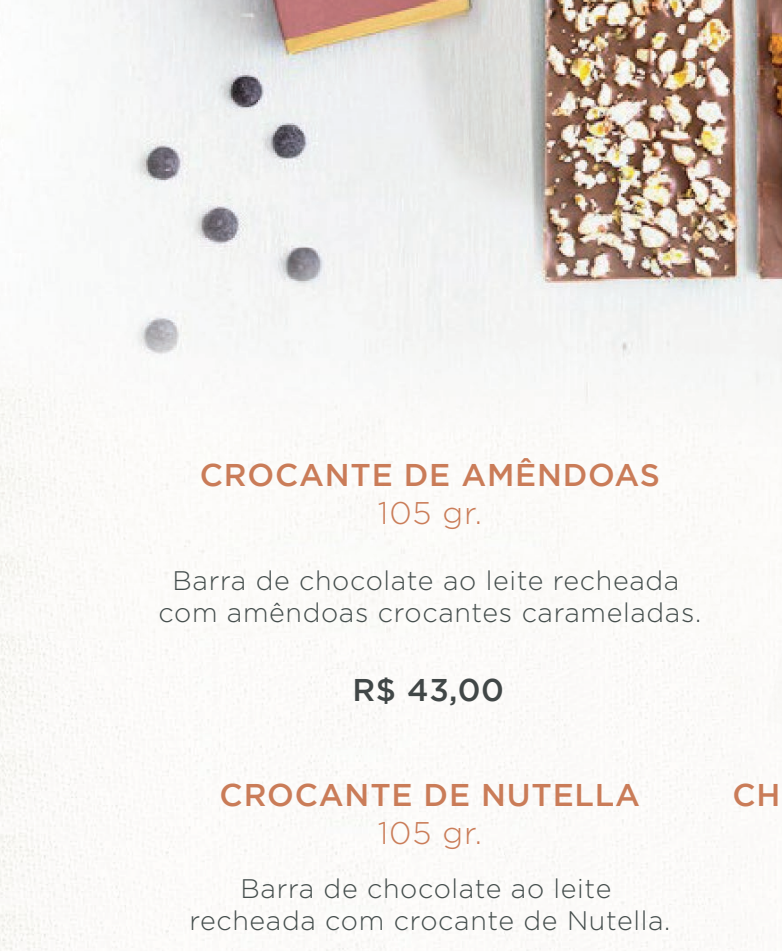 CROCANTE DE AMÊNDOAS
105 gr.
Barra de chocolate ao leite recheada
com amêndoas crocantes carameladas.
R$ 43,00
CROCANTE DE NUTELLA
105 gr.
CH
Barra de chocolate ao leite
recheada com crocante de Nutella.